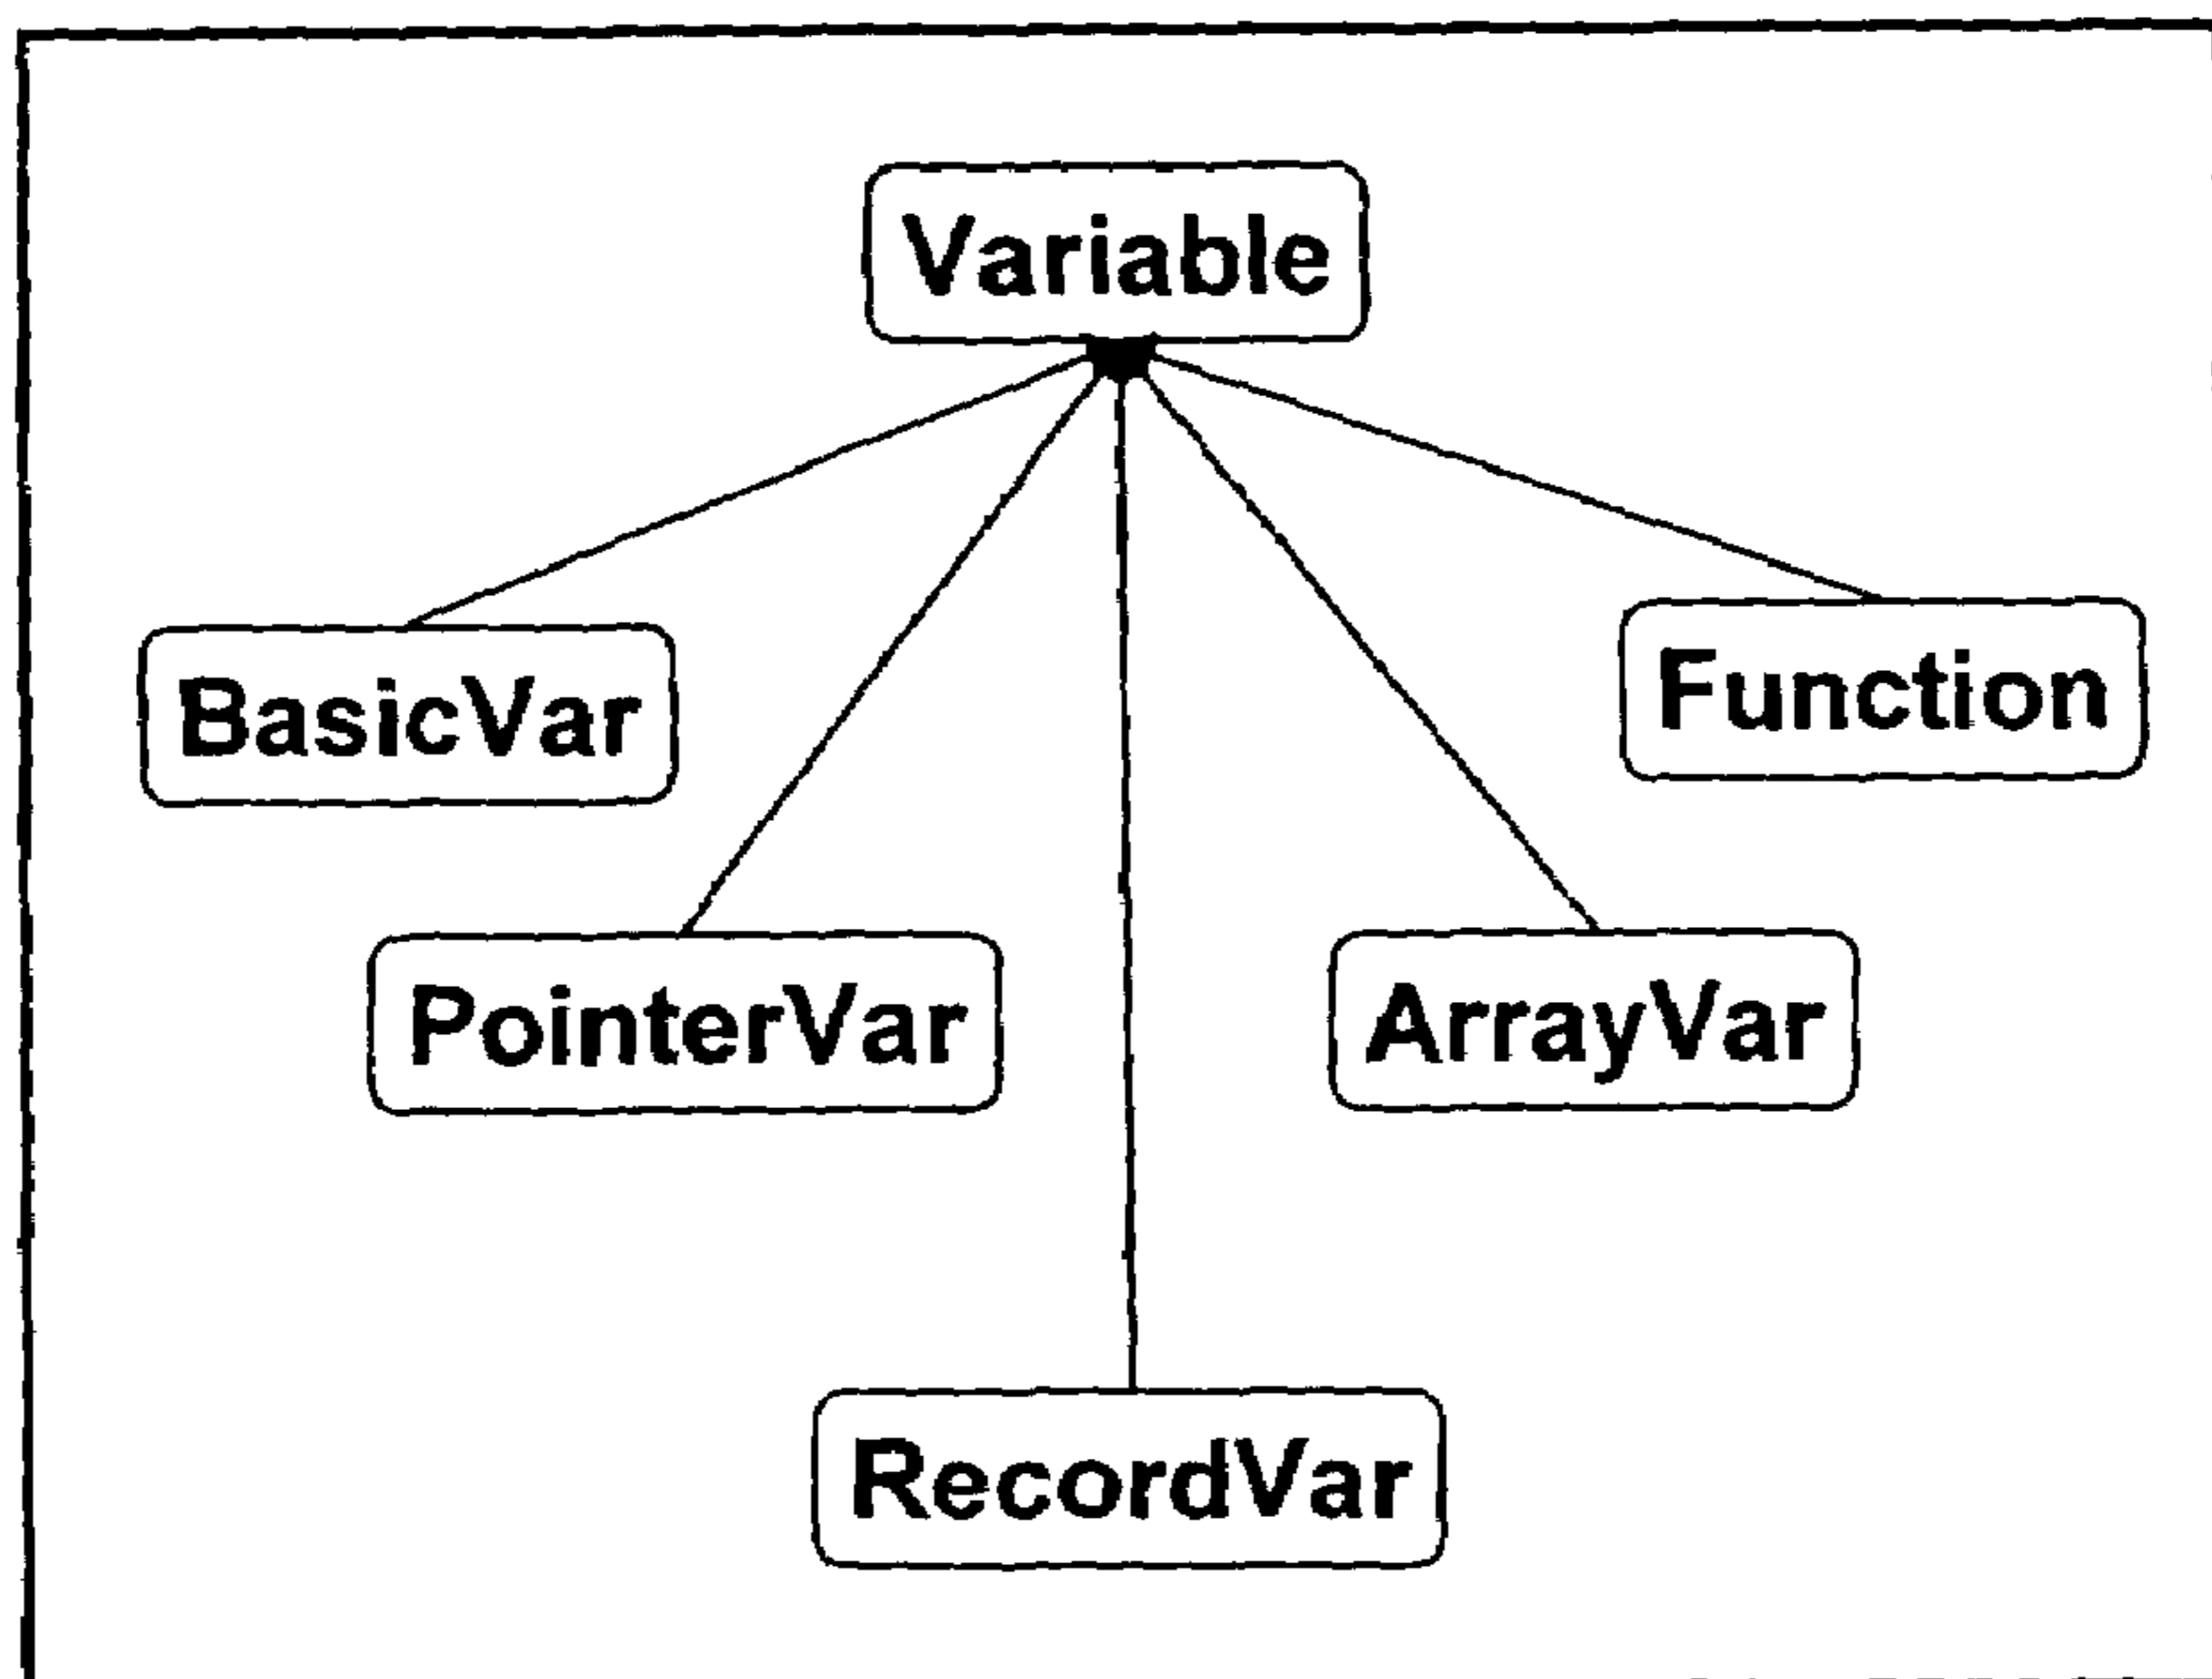 Variable
BasicVar
Function
PointerVar
ArrayVar
RecordVar